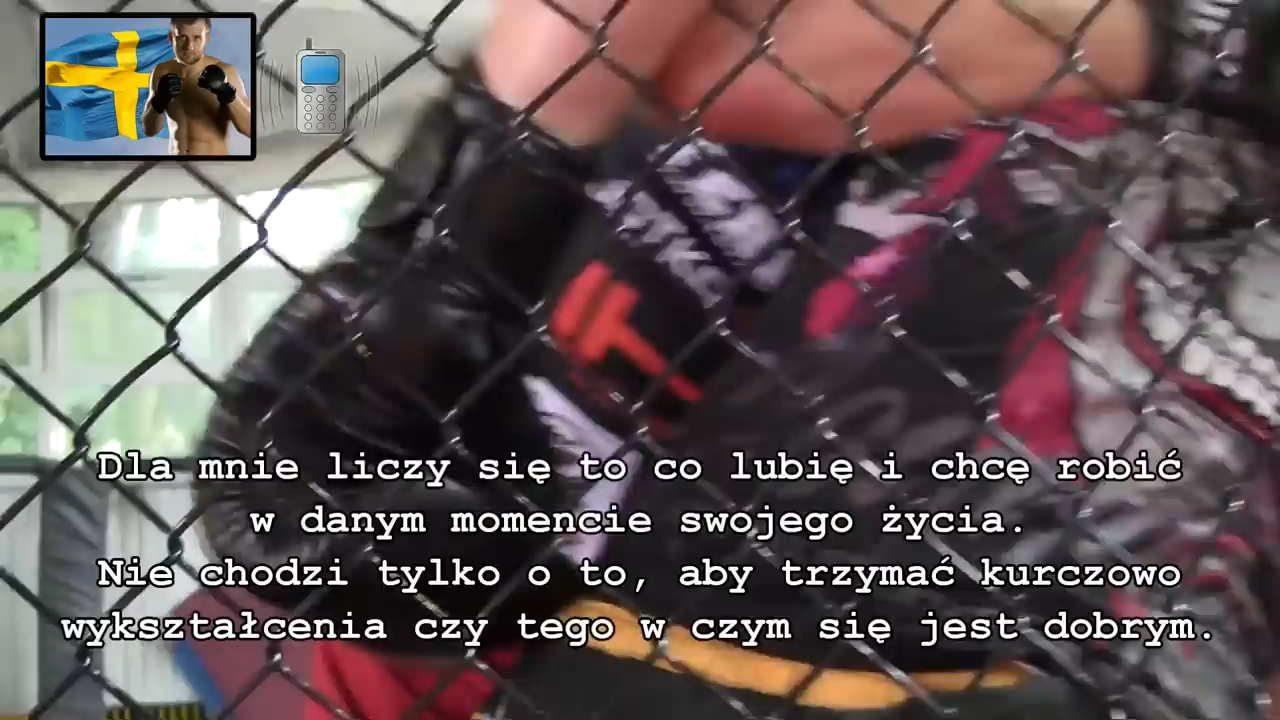 Dla mnie liczy się to co lubię i chcę robić
w danym momencie swojego życia.
Nie chodzi tylko o to, aby trzymać kurczowo
wykształcenia czy tego w czym się jest dobrym.